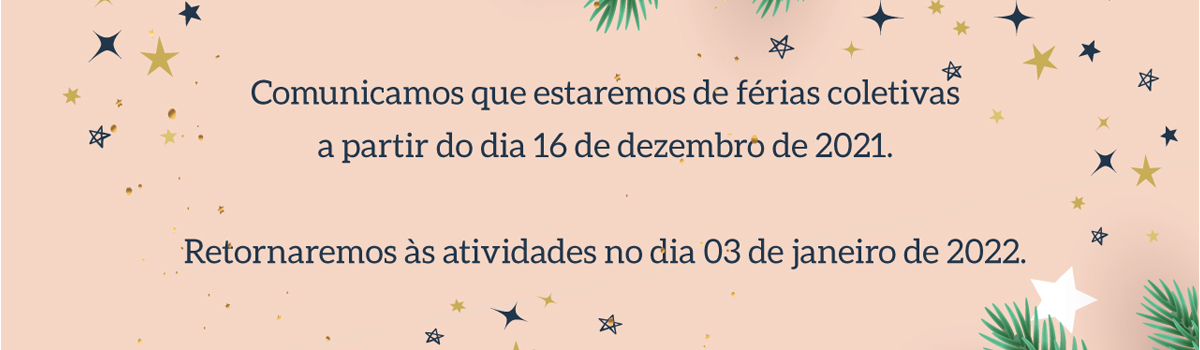 Comunicamos que estaremos de férias coletivas
a partir do dia 16 de dezembro de 2021.
Retornaremos às atividades no dia 03 de janeiro de 2022.